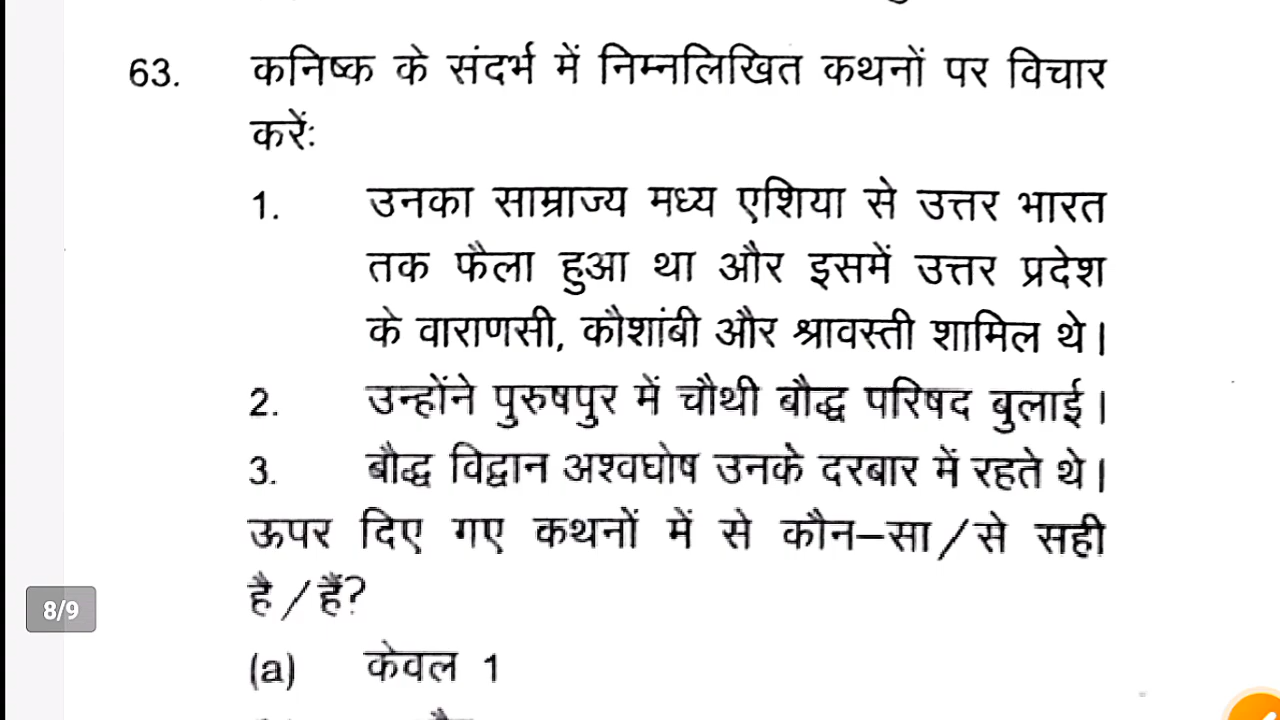 63. कनिष्क के संदर्भ में निम्नलिखित कथनों पर विचार
करें:
1. उनका साम्राज्य मध्य एशिया से उत्तर भारत
तक फैला हुआ था और इसमें उत्तर प्रदेश
के वाराणसी, कौशांबी और श्रावस्ती शामिल थे।
2. उन्होंने पुरुषपुर में चौथी बौद्ध परिषद बुलाई।
3. बौद्ध विद्वान अश्वघोष उनके दरबार में रहते थे।
ऊपर दिए गए कथनों में से कौन–सा/से सही
है/हैं?
8/9
(a) केवल 1